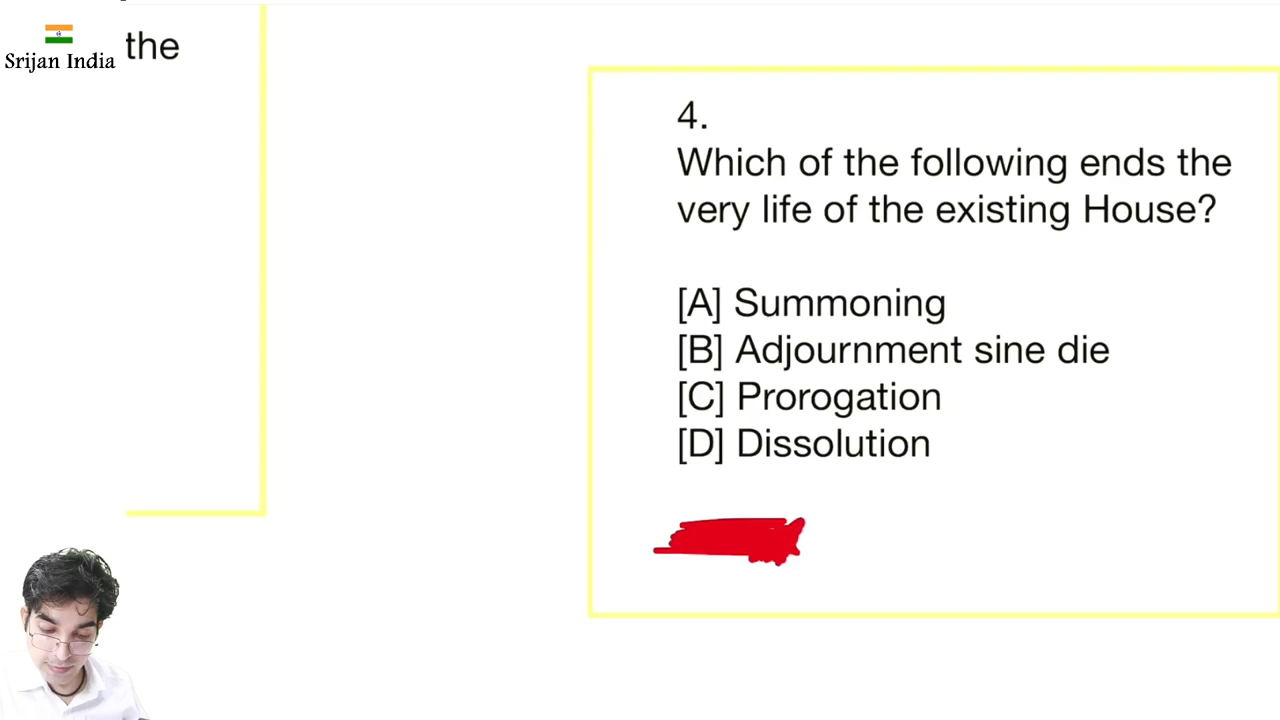 Srijan India
the
4.
Which of the following ends the
very life of the existing House?
[A] Summoning
[B] Adjournment sine die
[C] Prorogation
[D] Dissolution